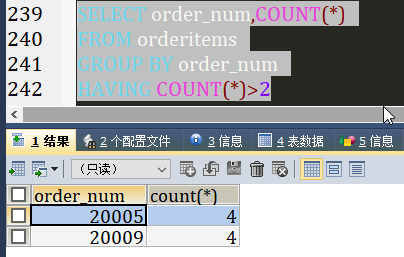 239 SELECT order_num,COUNT(*)
240 FROM orderitems
241 GROUP BY order_num
242 HAVING COUNT(*)>2
1 结果 2 个配置文件 3 信息 4 表数据 5 信息
(只读)
order_num count(*)
20005 4
20009 4